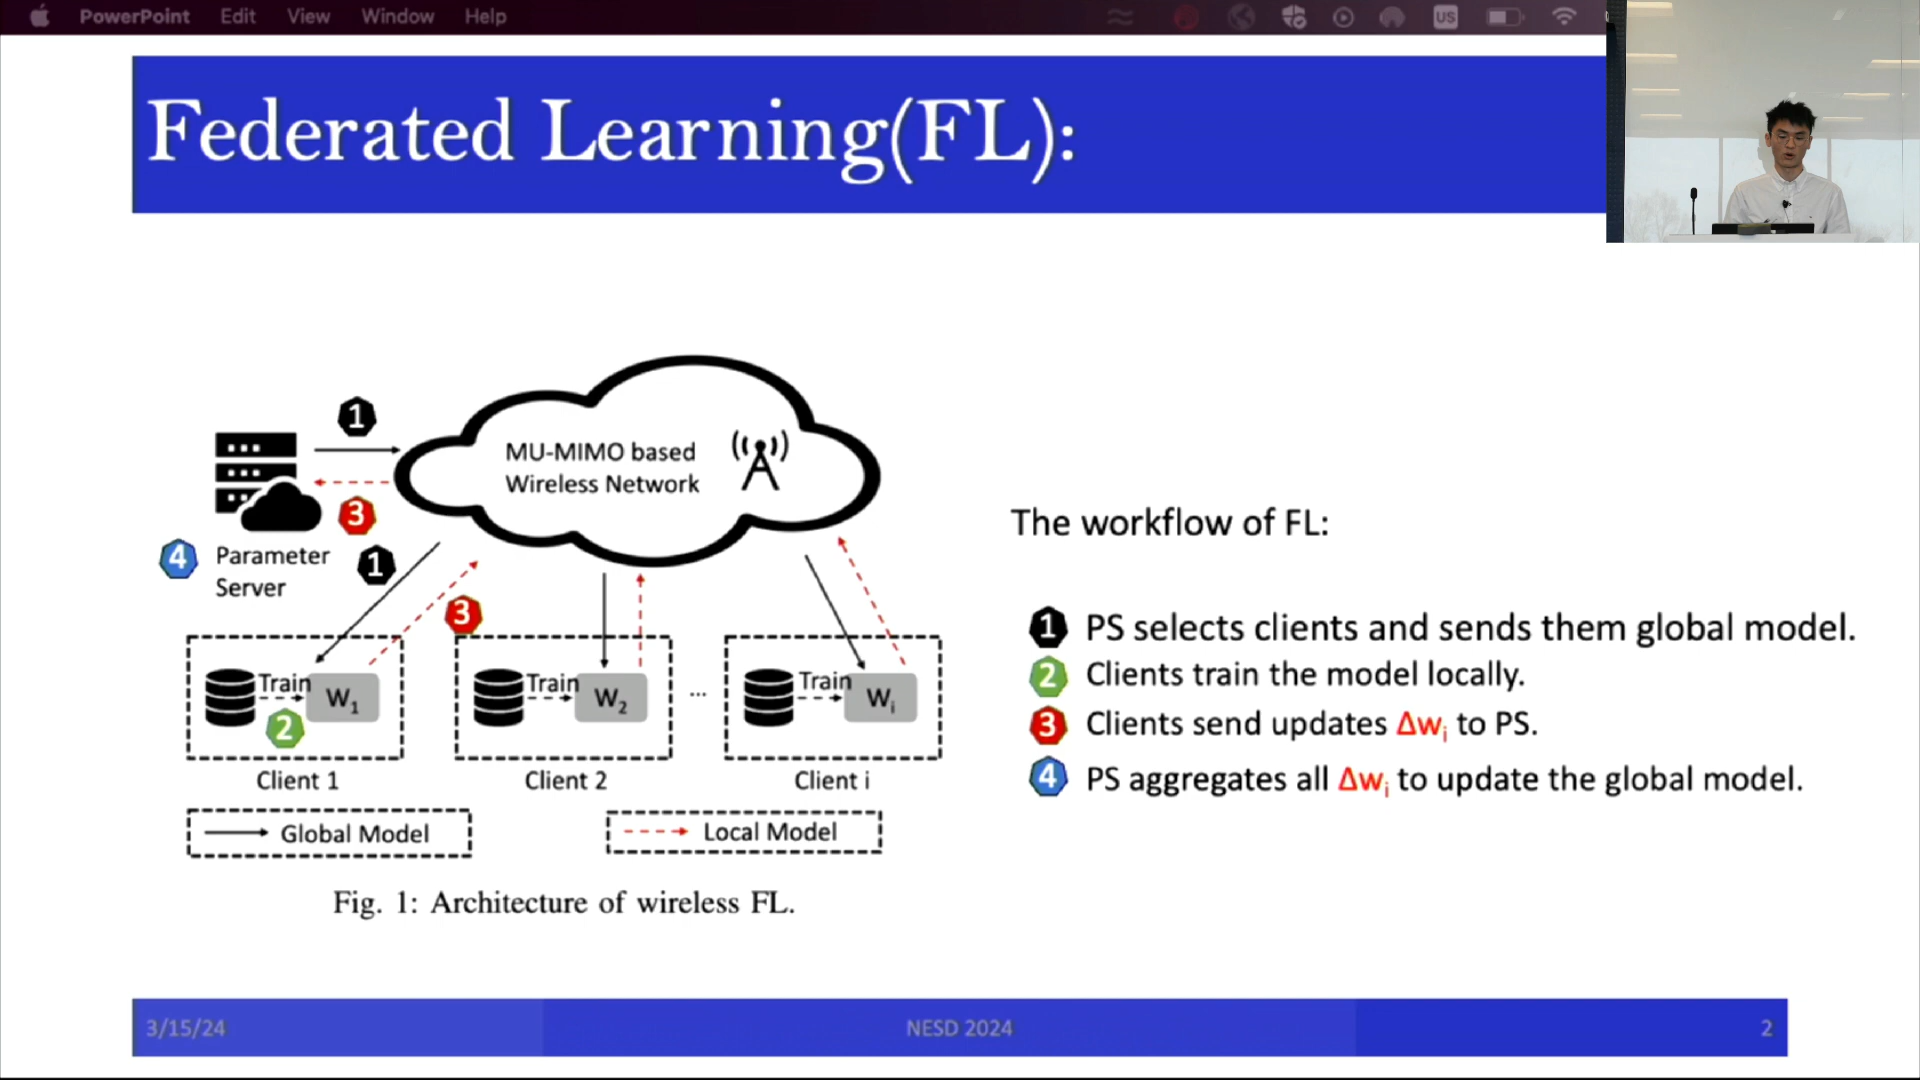 PowerPoint Edit View Window Help
US
Federated Learning(FL):
1
MU-MIMO based
Wireless Network
3
4
Parameter
Server
1
3
Train
W1
2
Train
W2
...
Train
Wi
Client 1
Client 2
Client i
Global Model
Local Model
Fig. 1: Architecture of wireless FL.
The workflow of FL:
1 PS selects clients and sends them global model.
2 Clients train the model locally.
3 Clients send updates Δwi to PS.
4 PS aggregates all Δwi to update the global model.
3/15/24
NESD 2024
2